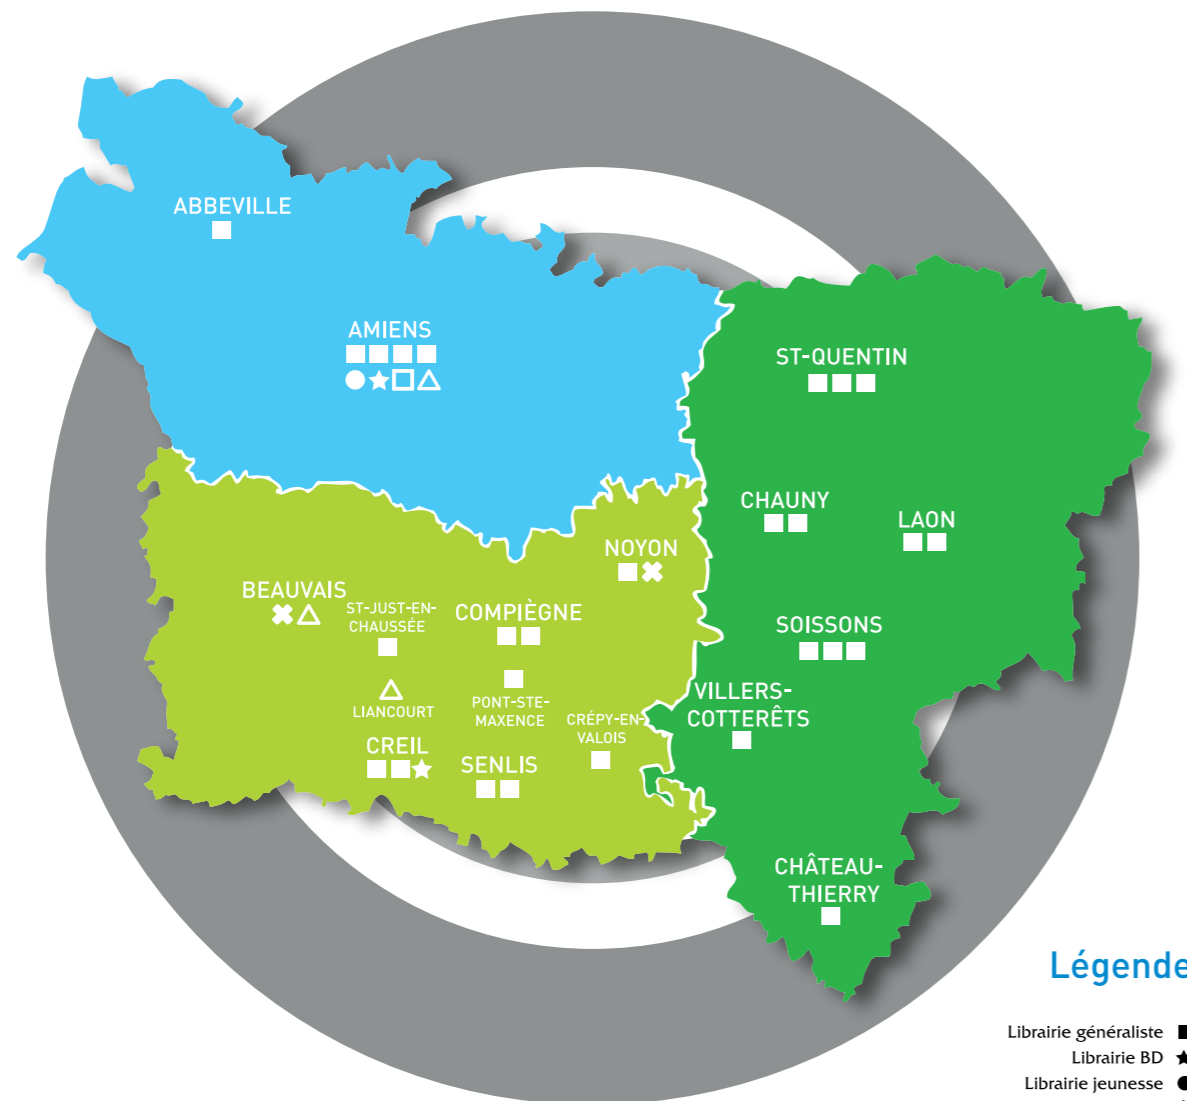 ABBEVILLE
AMIENS
ST-QUENTIN
CHAUNY
LAON
NOYON
BEAUVAIS
ST-JUST-EN-
CHAUSSÉE
COMPIÈGNE
SOISSONS
LIANCOURT
PONT-STE-
MAXENCE
VILLERS-
COTTERÊTS
CRÉPY-EN-
VALOIS
CREIL
SENLIS
CHÂTEAU-
THIERRY
Légende
Librairie généraliste
Librairie BD
Librairie jeunesse